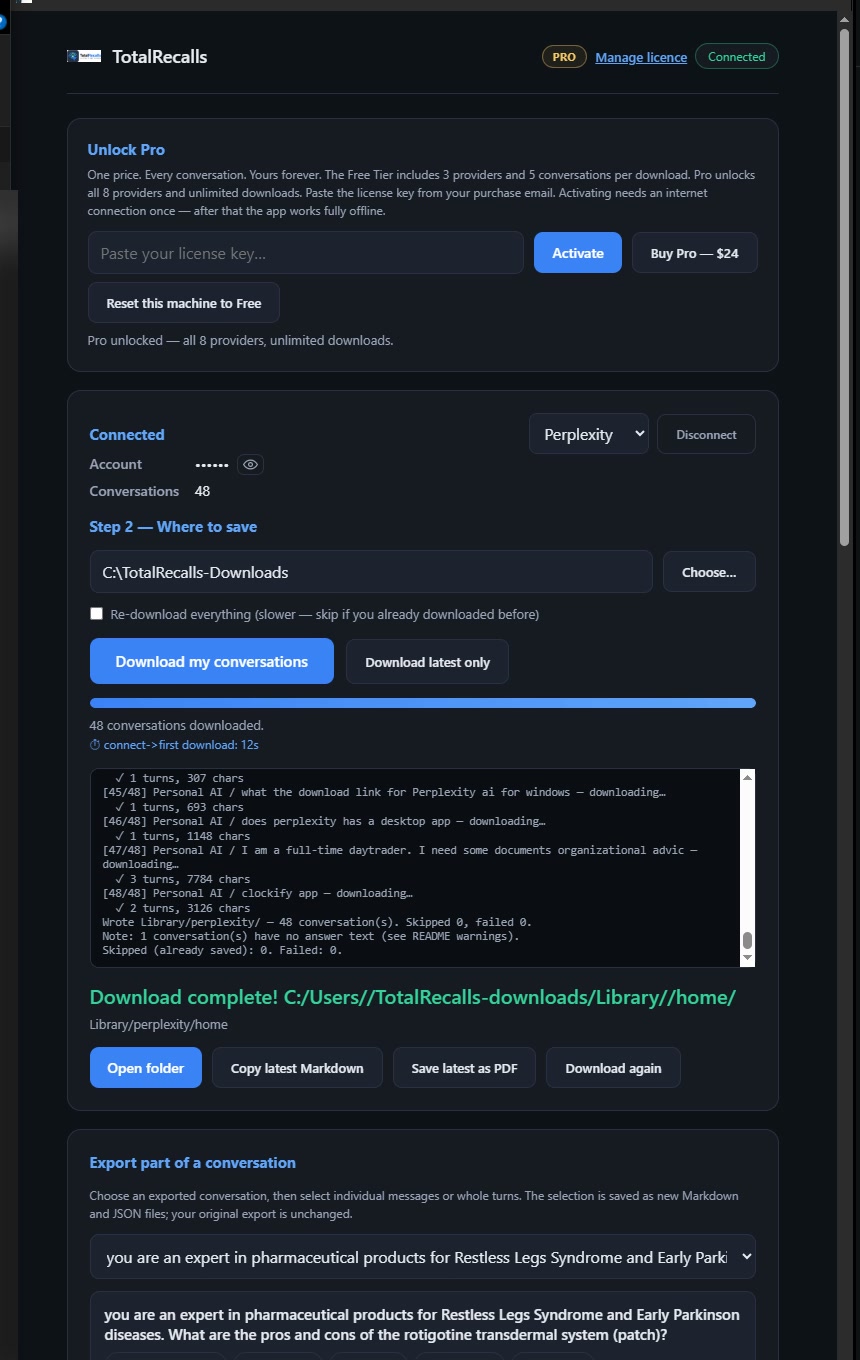 TotalRecalls
PRO
Manage licence
Connected
Unlock Pro
One price. Every conversation. Yours forever. The Free Tier includes 3 providers and 5 conversations per download. Pro unlocks
all 8 providers and unlimited downloads. Paste the license key from your purchase email. Activating needs an internet
connection once — after that the app works fully offline.
Paste your license key...
Activate
Buy Pro — $24
Reset this machine to Free
Pro unlocked — all 8 providers, unlimited downloads.
Connected
Perplexity
Disconnect
Account ••••••
Conversations 48
Step 2 — Where to save
C:\TotalRecalls-Downloads
Choose...
Re-download everything (slower — skip if you already downloaded before)
Download my conversations
Download latest only
48 conversations downloaded.
⏱ connect->first download: 12s
✓ 1 turns, 307 chars
[45/48] Personal AI / what the download link for Perplexity ai for windows — downloading…
✓ 1 turns, 693 chars
[46/48] Personal AI / does perplexity has a desktop app — downloading…
✓ 1 turns, 1148 chars
[47/48] Personal AI / I am a full-time daytrader. I need some documents organizational advic —
downloading…
✓ 3 turns, 7784 chars
[48/48] Personal AI / clockify app — downloading…
✓ 2 turns, 3126 chars
Wrote Library/perplexity/ — 48 conversation(s). Skipped 0, failed 0.
Note: 1 conversation(s) have no answer text (see README warnings).
Skipped (already saved): 0. Failed: 0.
Download complete! C:/Users//TotalRecalls-downloads/Library//home/
Library/perplexity/home
Open folder
Copy latest Markdown
Save latest as PDF
Download again
Export part of a conversation
Choose an exported conversation, then select individual messages or whole turns. The selection is saved as new Markdown
and JSON files; your original export is unchanged.
you are an expert in pharmaceutical products for Restless Legs Syndrome and Early Parki
you are an expert in pharmaceutical products for Restless Legs Syndrome and Early Parkinson
diseases. What are the pros and cons of the rotigotine transdermal system (patch)?